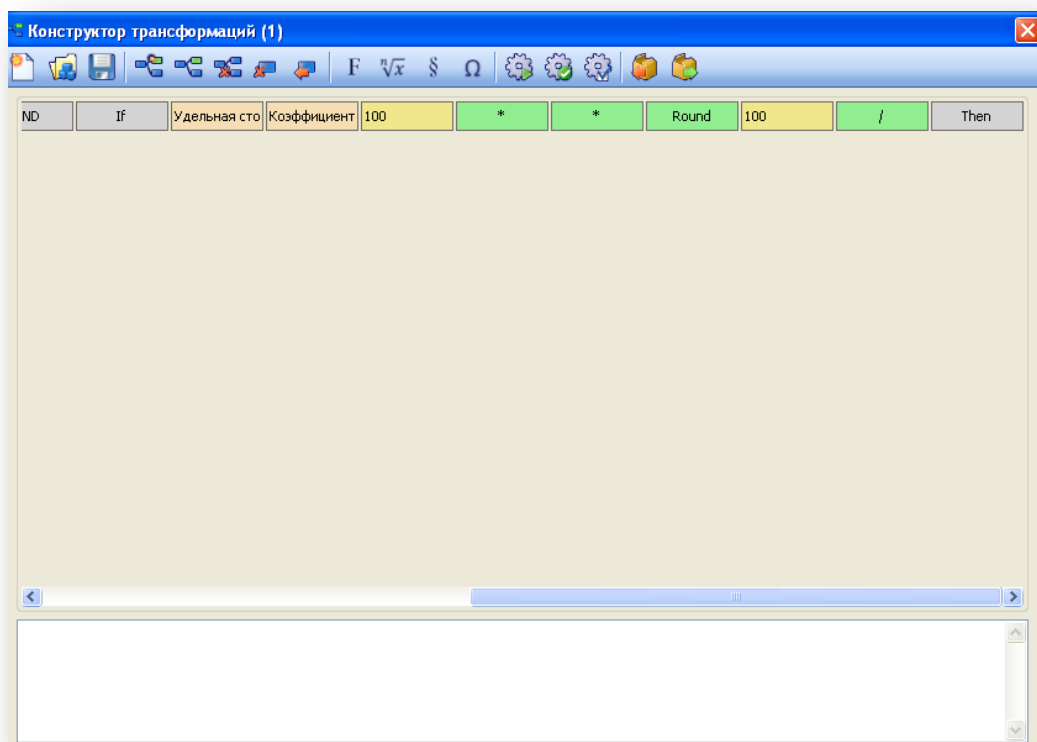 Конструктор трансформаций (1)
F ⁿ√x § Ω
ND If Удельная сто Коэффициент 100 * * Round 100 / Then